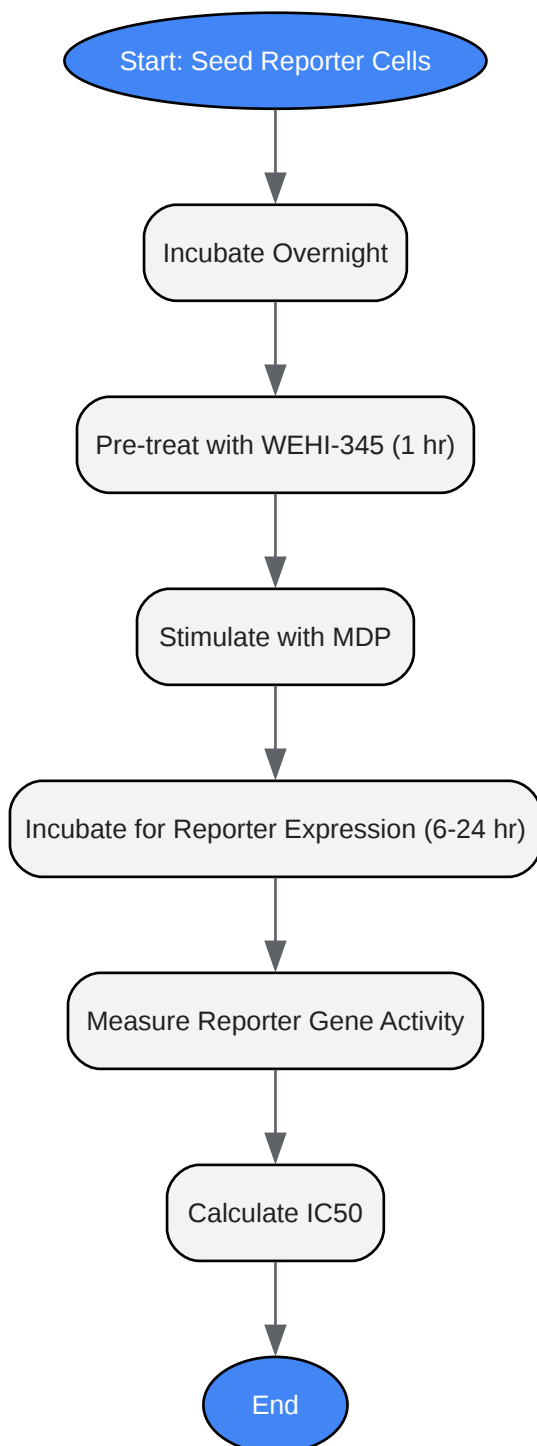 Start: Seed Reporter Cells
Incubate Overnight
Pre-treat with WEHI-345 (1 hr)
Stimulate with MDP
Incubate for Reporter Expression (6-24 hr)
Measure Reporter Gene Activity
Calculate IC50
End